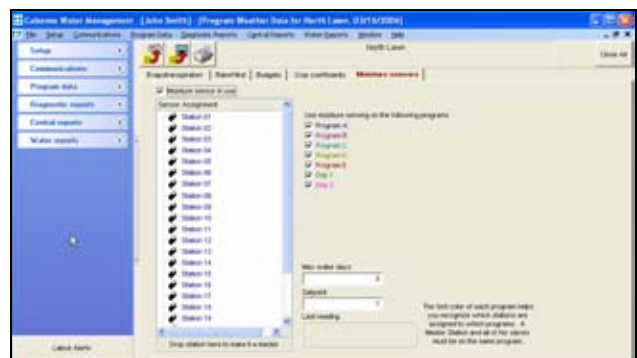 Calsense Water Management [John Smith] - [Program Weather Data for North Lawn, 03/16/2006]
File Setup Communications Program Data Diagnostic Reports Central Reports Water Reports Window Help
Setup
Communications
Program data
Diagnostic reports
Central reports
Water reports
Latest Alerts
North Lawn
Close All
Evapotranspiration
Rain/Wind
Budgets
Crop coefficients
Moisture sensors
Moisture sensor in use
Sensor Assignment
Station 01
Station 02
Station 03
Station 04
Station 05
Station 06
Station 07
Station 08
Station 09
Station 10
Station 11
Station 12
Station 13
Station 14
Station 15
Station 16
Station 17
Station 18
Station 19
Drop station here to make it a master
Use moisture sensing on the following programs
Program A
Program B
Program C
Program D
Program E
Drip 1
Drip 2
Max water days
Setpoint
Last reading
The font color of each program helps
you recognize which stations are
assigned to which programs. A
Master Station and all of his slaves
must be on the same program.